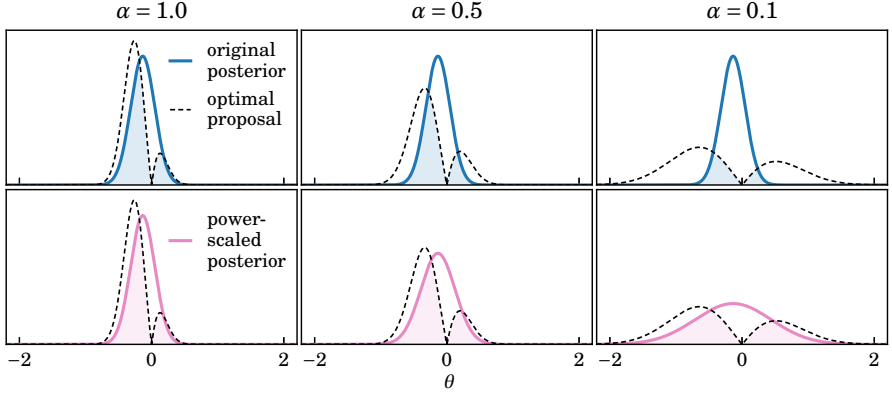 α = 1.0 α = 0.5 α = 0.1
original
posterior
optimal
proposal
power-
scaled
posterior
−2 0 2 −2 0 2 −2 0 2
θ